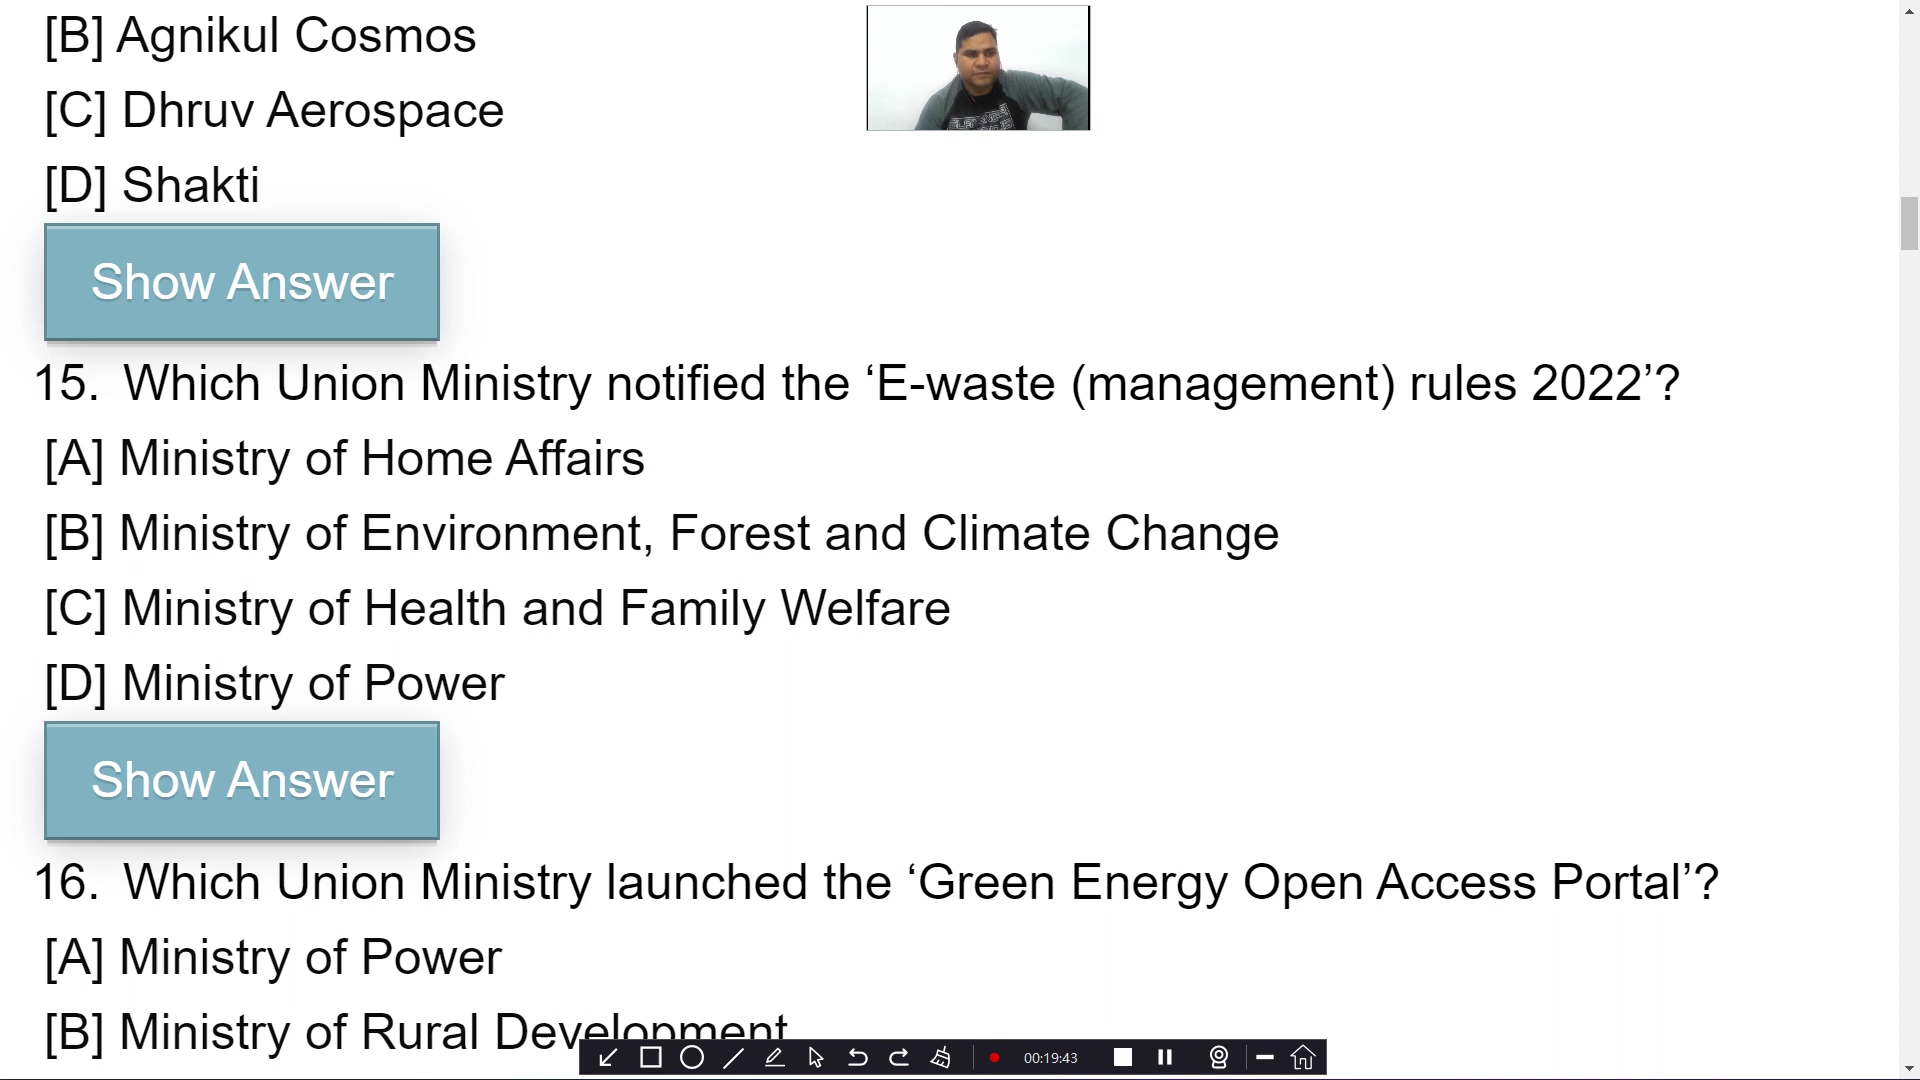 [B] Agnikul Cosmos
[C] Dhruv Aerospace
[D] Shakti
Show Answer
15. Which Union Ministry notified the ‘E-waste (management) rules 2022’?
[A] Ministry of Home Affairs
[B] Ministry of Environment, Forest and Climate Change
[C] Ministry of Health and Family Welfare
[D] Ministry of Power
Show Answer
16. Which Union Ministry launched the ‘Green Energy Open Access Portal’?
[A] Ministry of Power
[B] Ministry of Rural Development
00:19:43